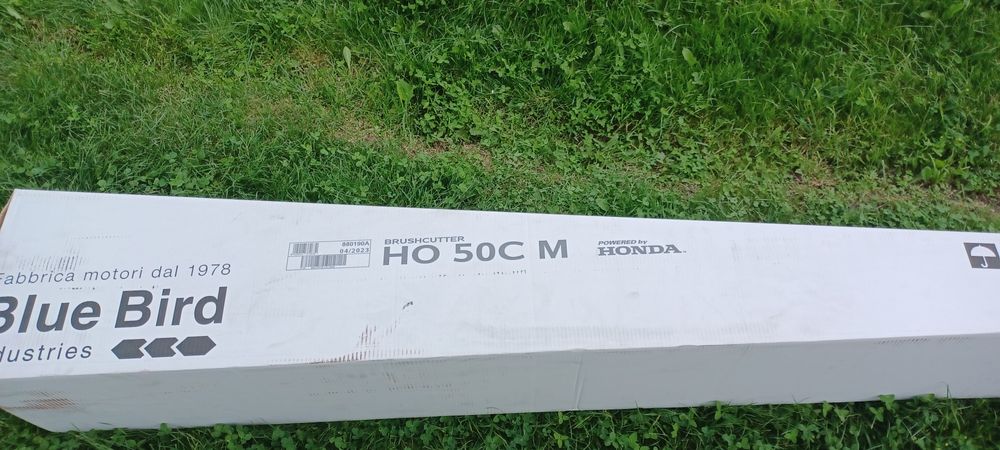 Fabbrica motori dal 1978
Blue Bird
dustries
880190A
04/2023
BRUSHCUTTER
HO 50C M
POWERED by
HONDA